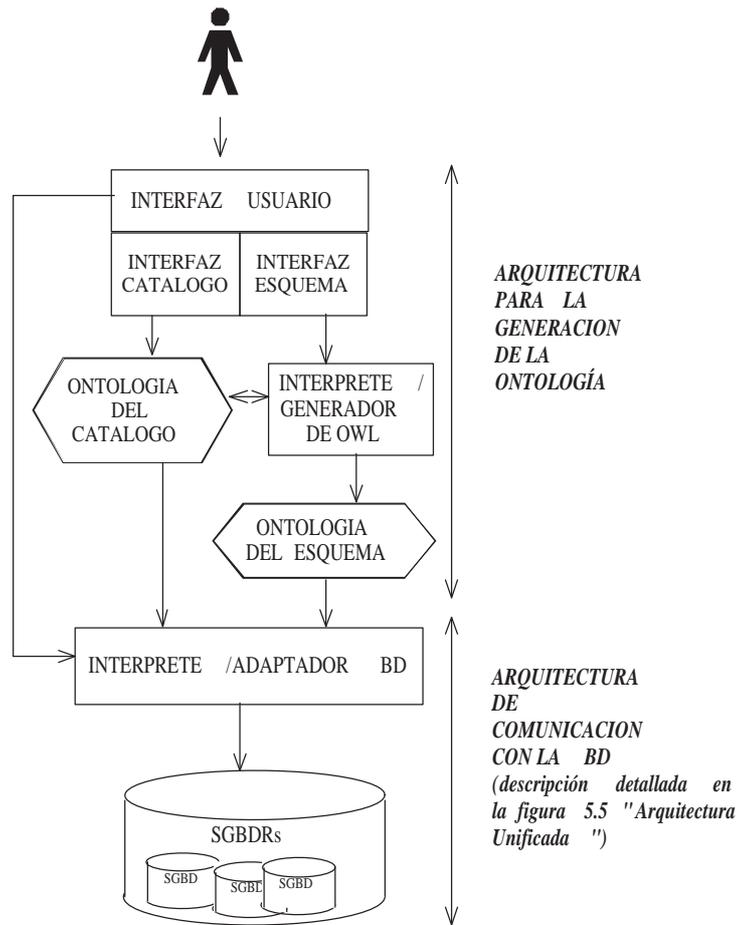 INTERFAZ USUARIO
INTERFAZ
CATALOGO
INTERFAZ
ESQUEMA
ONTOLOGIA
DEL
CATALOGO
INTERPRETE /
GENERADOR
DE OWL
ONTOLOGIA
DEL ESQUEMA
ARQUITECTURA
PARA LA
GENERACION
DE LA
ONTOLOGÍA
INTERPRETE /ADAPTADOR BD
ARQUITECTURA
DE
COMUNICACION
CON LA BD
(descripción detallada en
la figura 5.5 "Arquitectura
Unificada ")
SGBDRs
SGBD
SGBD
SGBD